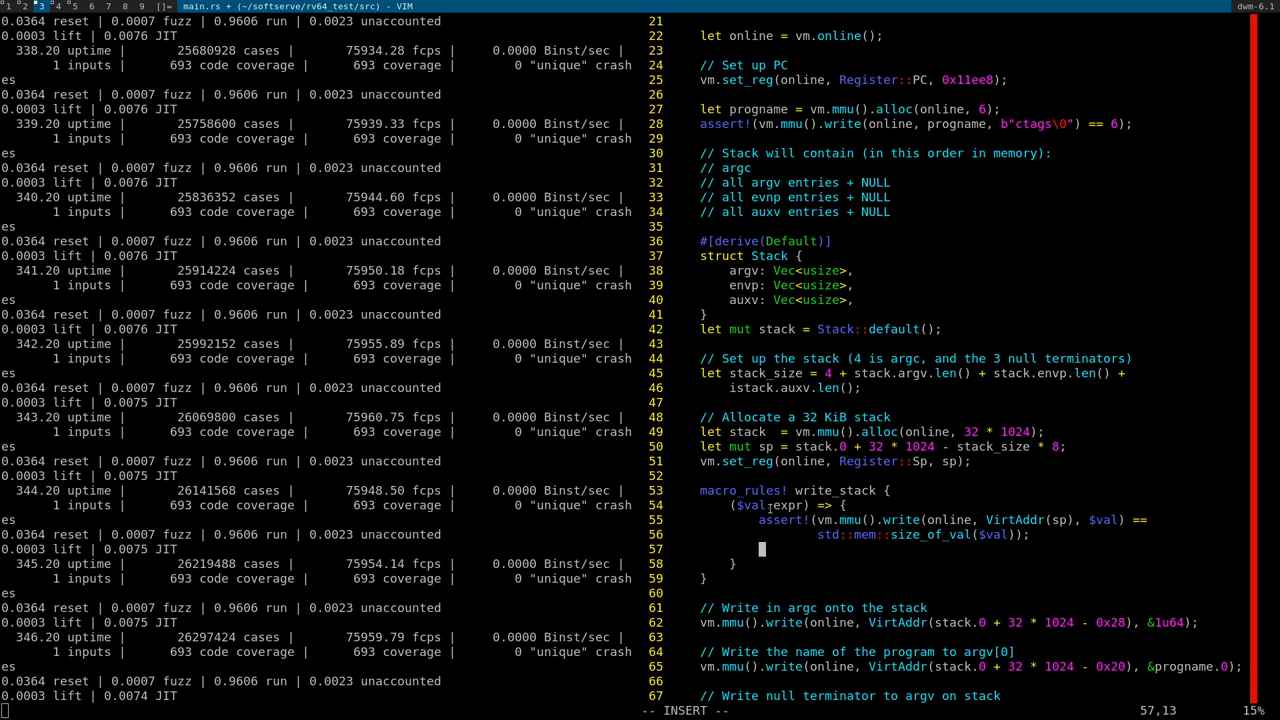 1 2 3 4 5 6 7 8 9 []= main.rs + (~/softserve/rv64_test/src) - VIM dwm-6.1
0.0364 reset | 0.0007 fuzz | 0.9606 run | 0.0023 unaccounted
0.0003 lift | 0.0076 JIT
338.20 uptime | 25680928 cases | 75934.28 fcps | 0.0000 Binst/sec |
1 inputs | 693 code coverage | 693 coverage | 0 "unique" crash
es
0.0364 reset | 0.0007 fuzz | 0.9606 run | 0.0023 unaccounted
0.0003 lift | 0.0076 JIT
339.20 uptime | 25758600 cases | 75939.33 fcps | 0.0000 Binst/sec |
1 inputs | 693 code coverage | 693 coverage | 0 "unique" crash
es
0.0364 reset | 0.0007 fuzz | 0.9606 run | 0.0023 unaccounted
0.0003 lift | 0.0076 JIT
340.20 uptime | 25836352 cases | 75944.60 fcps | 0.0000 Binst/sec |
1 inputs | 693 code coverage | 693 coverage | 0 "unique" crash
es
0.0364 reset | 0.0007 fuzz | 0.9606 run | 0.0023 unaccounted
0.0003 lift | 0.0076 JIT
341.20 uptime | 25914224 cases | 75950.18 fcps | 0.0000 Binst/sec |
1 inputs | 693 code coverage | 693 coverage | 0 "unique" crash
es
0.0364 reset | 0.0007 fuzz | 0.9606 run | 0.0023 unaccounted
0.0003 lift | 0.0076 JIT
342.20 uptime | 25992152 cases | 75955.89 fcps | 0.0000 Binst/sec |
1 inputs | 693 code coverage | 693 coverage | 0 "unique" crash
es
0.0364 reset | 0.0007 fuzz | 0.9606 run | 0.0023 unaccounted
0.0003 lift | 0.0075 JIT
343.20 uptime | 26069800 cases | 75960.75 fcps | 0.0000 Binst/sec |
1 inputs | 693 code coverage | 693 coverage | 0 "unique" crash
es
0.0364 reset | 0.0007 fuzz | 0.9606 run | 0.0023 unaccounted
0.0003 lift | 0.0075 JIT
344.20 uptime | 26141568 cases | 75948.50 fcps | 0.0000 Binst/sec |
1 inputs | 693 code coverage | 693 coverage | 0 "unique" crash
es
0.0364 reset | 0.0007 fuzz | 0.9606 run | 0.0023 unaccounted
0.0003 lift | 0.0075 JIT
345.20 uptime | 26219488 cases | 75954.14 fcps | 0.0000 Binst/sec |
1 inputs | 693 code coverage | 693 coverage | 0 "unique" crash
es
0.0364 reset | 0.0007 fuzz | 0.9606 run | 0.0023 unaccounted
0.0003 lift | 0.0075 JIT
346.20 uptime | 26297424 cases | 75959.79 fcps | 0.0000 Binst/sec |
1 inputs | 693 code coverage | 693 coverage | 0 "unique" crash
es
0.0364 reset | 0.0007 fuzz | 0.9606 run | 0.0023 unaccounted
0.0003 lift | 0.0074 JIT
21
22 let online = vm.online();
23
24 // Set up PC
25 vm.set_reg(online, Register::PC, 0x11ee8);
26
27 let progname = vm.mmu().alloc(online, 6);
28 assert!(vm.mmu().write(online, progname, b"ctags\0") == 6);
29
30 // Stack will contain (in this order in memory):
31 // argc
32 // all argv entries + NULL
33 // all evnp entries + NULL
34 // all auxv entries + NULL
35
36 #[derive(Default)]
37 struct Stack {
38 argv: Vec<usize>,
39 envp: Vec<usize>,
40 auxv: Vec<usize>,
41 }
42 let mut stack = Stack::default();
43
44 // Set up the stack (4 is argc, and the 3 null terminators)
45 let stack_size = 4 + stack.argv.len() + stack.envp.len() +
46 istack.auxv.len();
47
48 // Allocate a 32 KiB stack
49 let stack = vm.mmu().alloc(online, 32 * 1024);
50 let mut sp = stack.0 + 32 * 1024 - stack_size * 8;
51 vm.set_reg(online, Register::Sp, sp);
52
53 macro_rules! write_stack {
54 ($val:expr) => {
55 assert!(vm.mmu().write(online, VirtAddr(sp), $val) ==
56 std::mem::size_of_val($val));
57
58 }
59 }
60
61 // Write in argc onto the stack
62 vm.mmu().write(online, VirtAddr(stack.0 + 32 * 1024 - 0x28), &1u64);
63
64 // Write the name of the program to argv[0]
65 vm.mmu().write(online, VirtAddr(stack.0 + 32 * 1024 - 0x20), &progname.0);
66
67 // Write null terminator to argv on stack
-- INSERT -- 57,13 15%